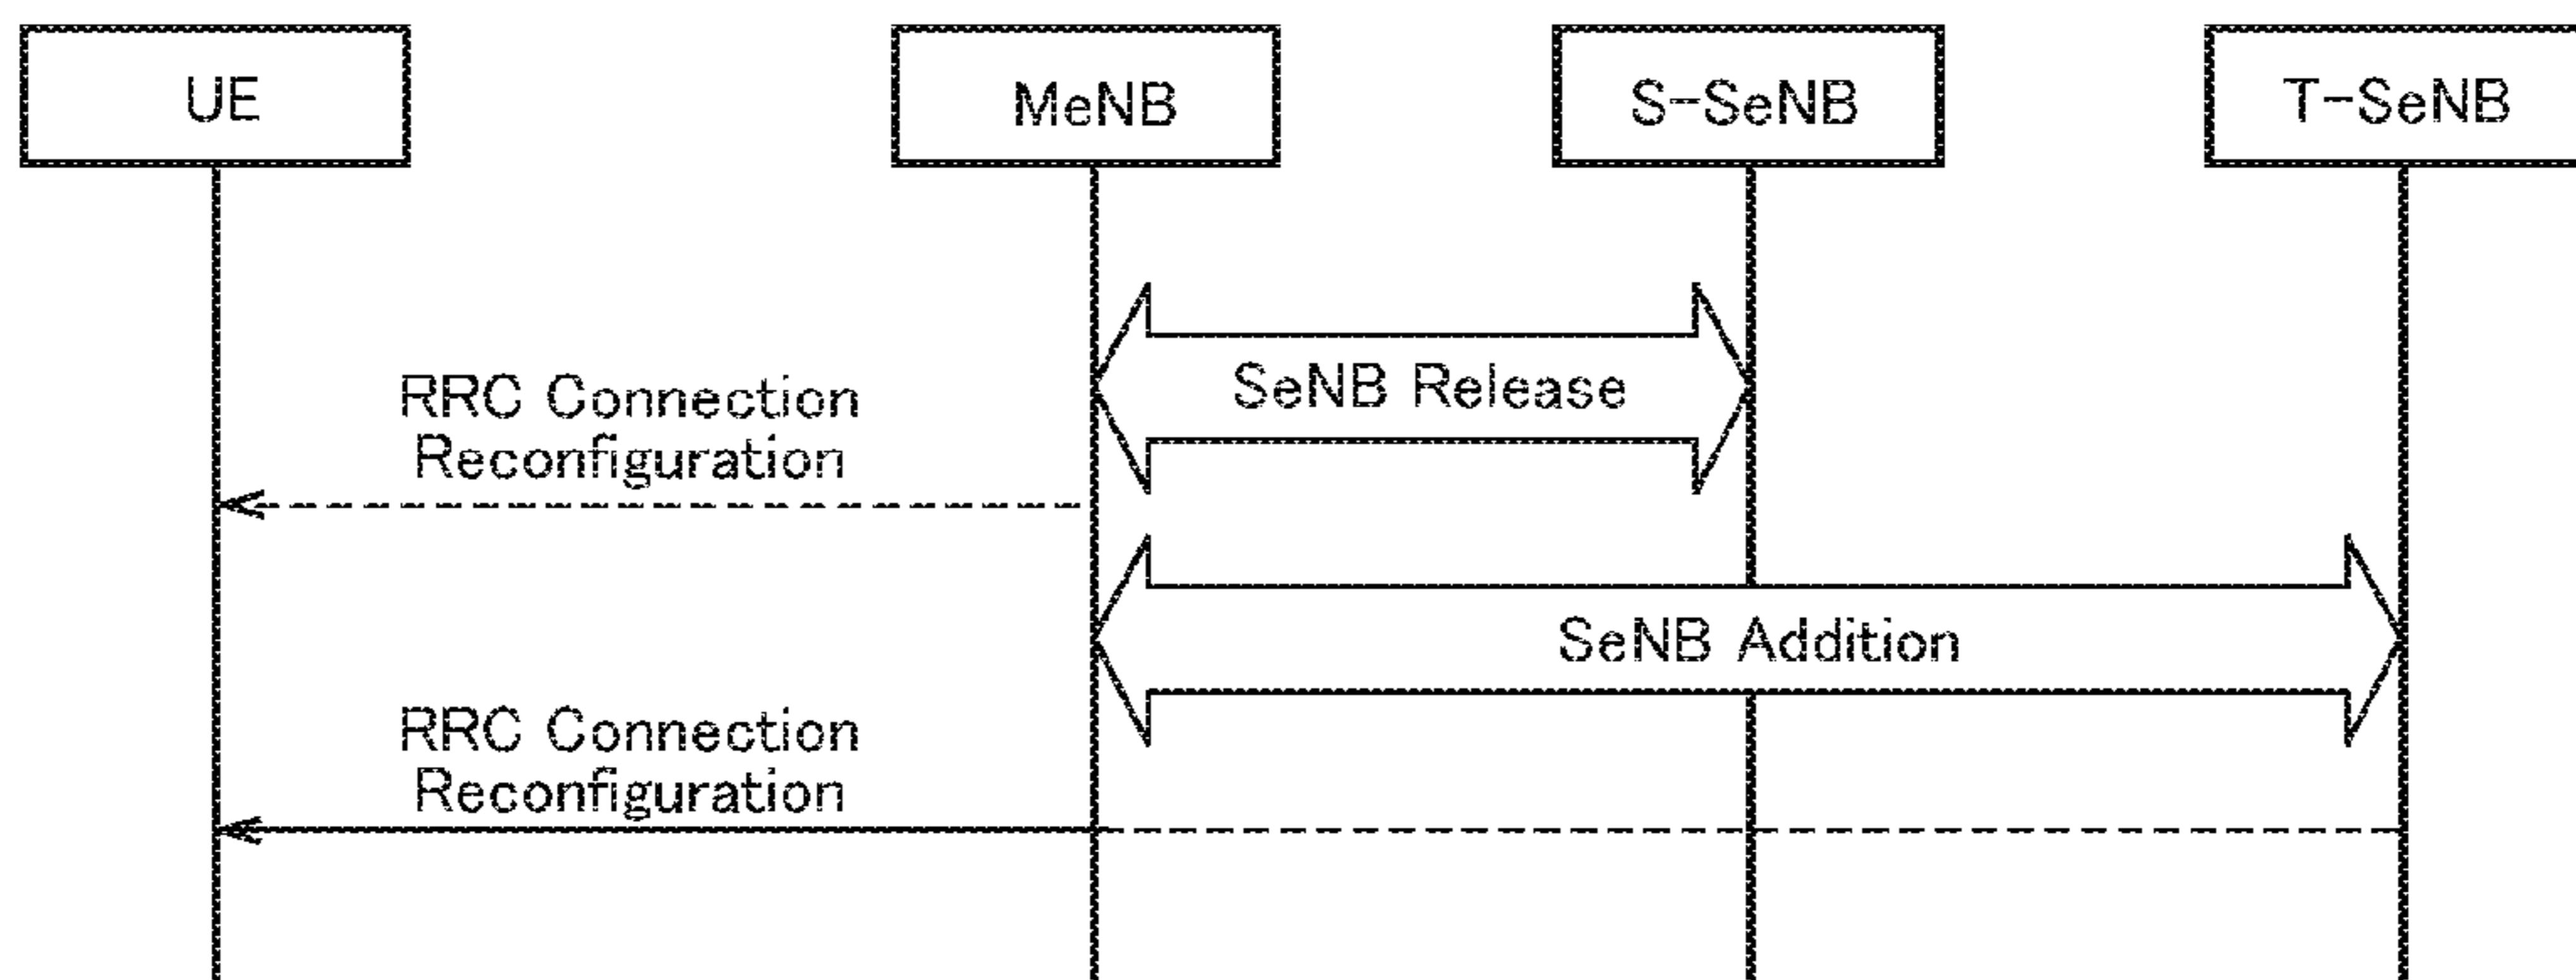 UE
MeNB
S-SeNB
T-SeNB
SeNB Release
RRC Connection
Reconfiguration
SeNB Addition
RRC Connection
Reconfiguration